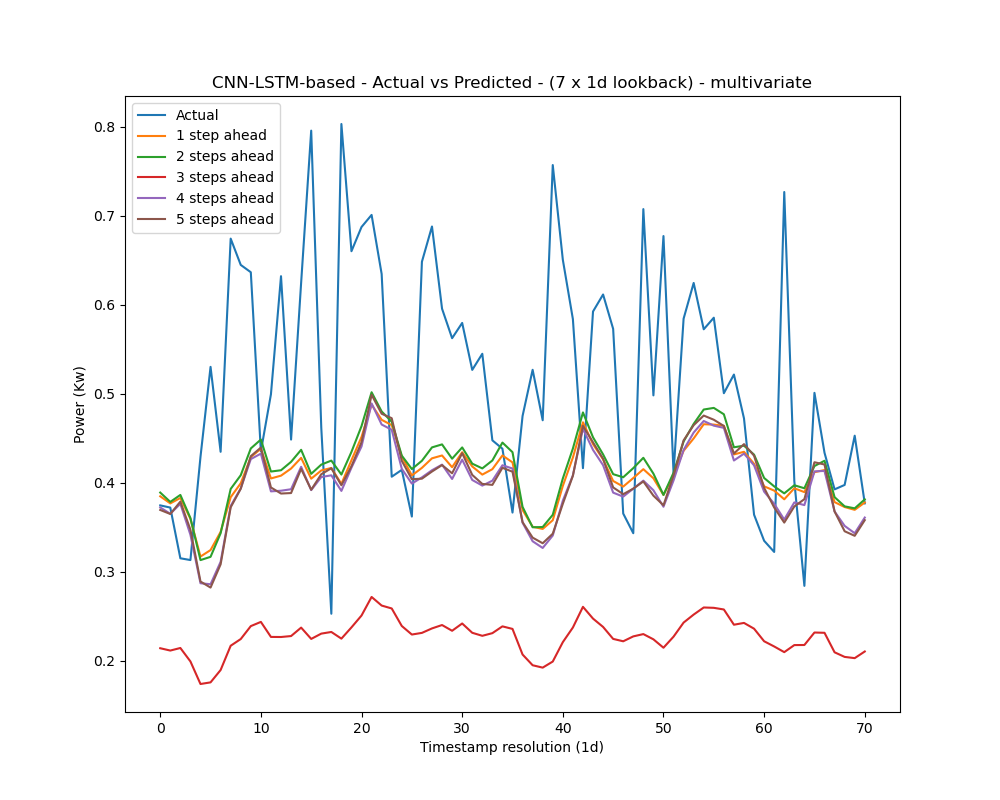 CNN-LSTM-based - Actual vs Predicted - (7 x 1d lookback) - multivariate
Actual
1 step ahead
2 steps ahead
3 steps ahead
4 steps ahead
5 steps ahead
0.8
0.7
0.6
0.5
0.4
0.3
0.2
Power (Kw)
0 10 20 30 40 50 60 70
Timestamp resolution (1d)